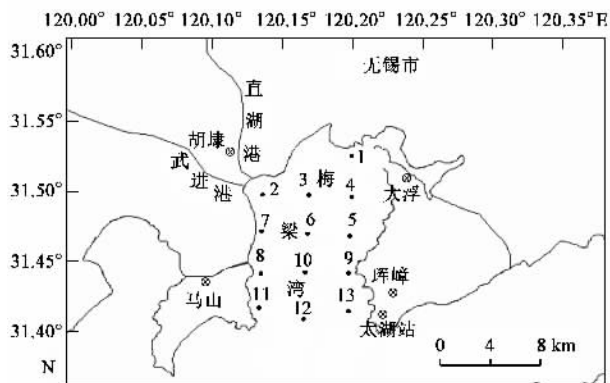 120.00° 120.05° 120.10° 120.15° 120.20° 120.25° 120.30° 120.35°E
31.60°
无锡市
直湖港
31.55°
胡康
武进港
1
梅
大浮
31.50°
2 3 4
7 梁 6 5
31.45°
8 10 9
马山
湾
浑嶂
11 12 13
太湖站
31.40°
N
0 4 8 km